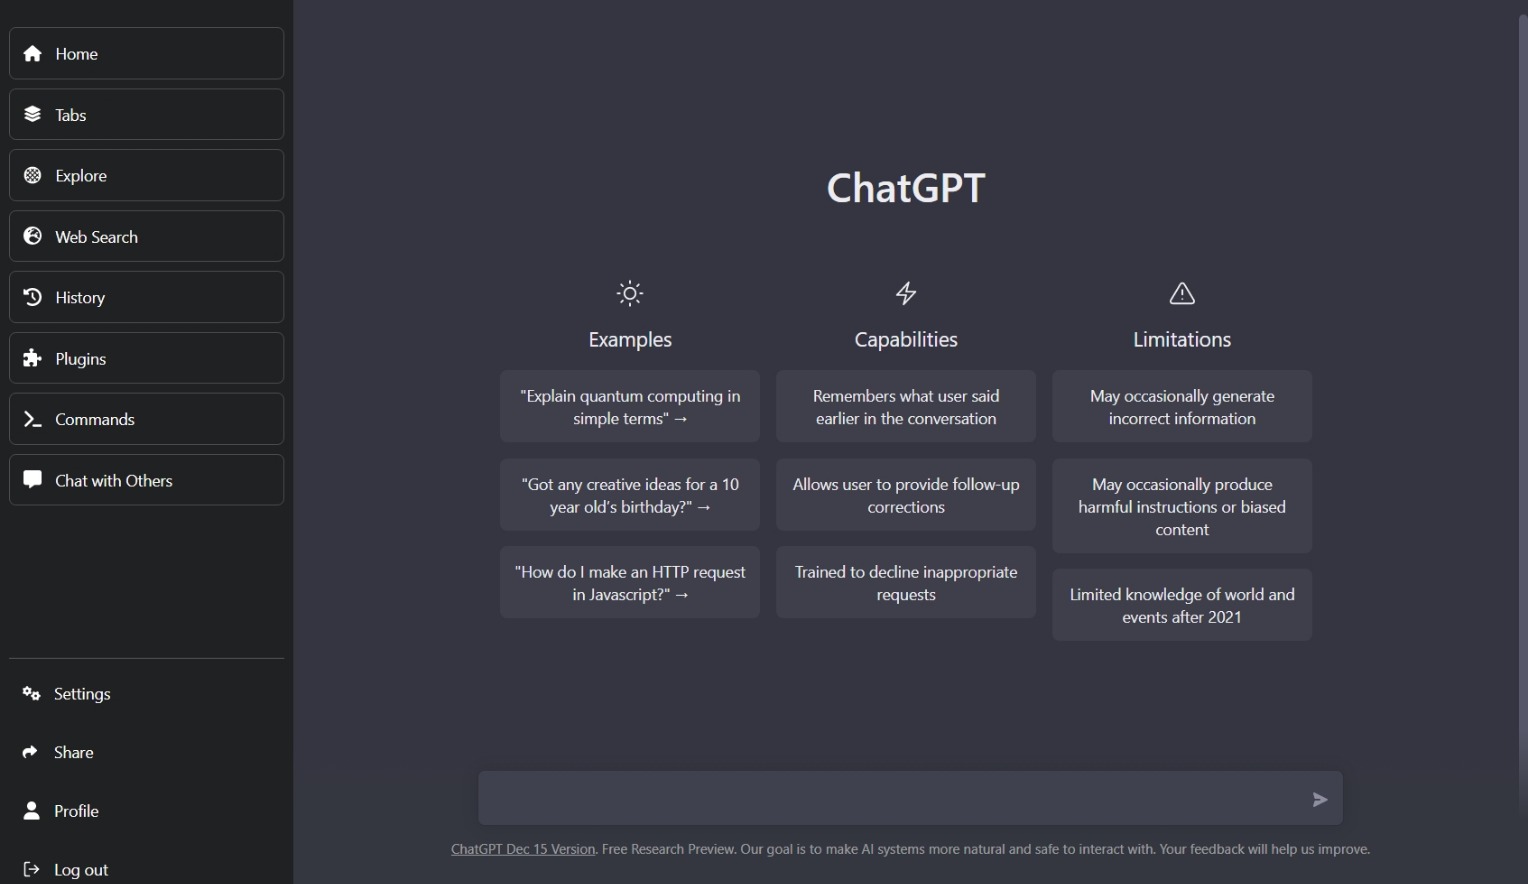 Home
Tabs
Explore
Web Search
History
Plugins
Commands
Chat with Others
Settings
Share
Profile
Log out
ChatGPT
Examples
"Explain quantum computing in
simple terms" →
"Got any creative ideas for a 10
year old's birthday?" →
"How do I make an HTTP request
in Javascript?" →
Capabilities
Remembers what user said
earlier in the conversation
Allows user to provide follow-up
corrections
Trained to decline inappropriate
requests
Limitations
May occasionally generate
incorrect information
May occasionally produce
harmful instructions or biased
content
Limited knowledge of world and
events after 2021
ChatGPT Dec 15 Version. Free Research Preview. Our goal is to make AI systems more natural and safe to interact with. Your feedback will help us improve.